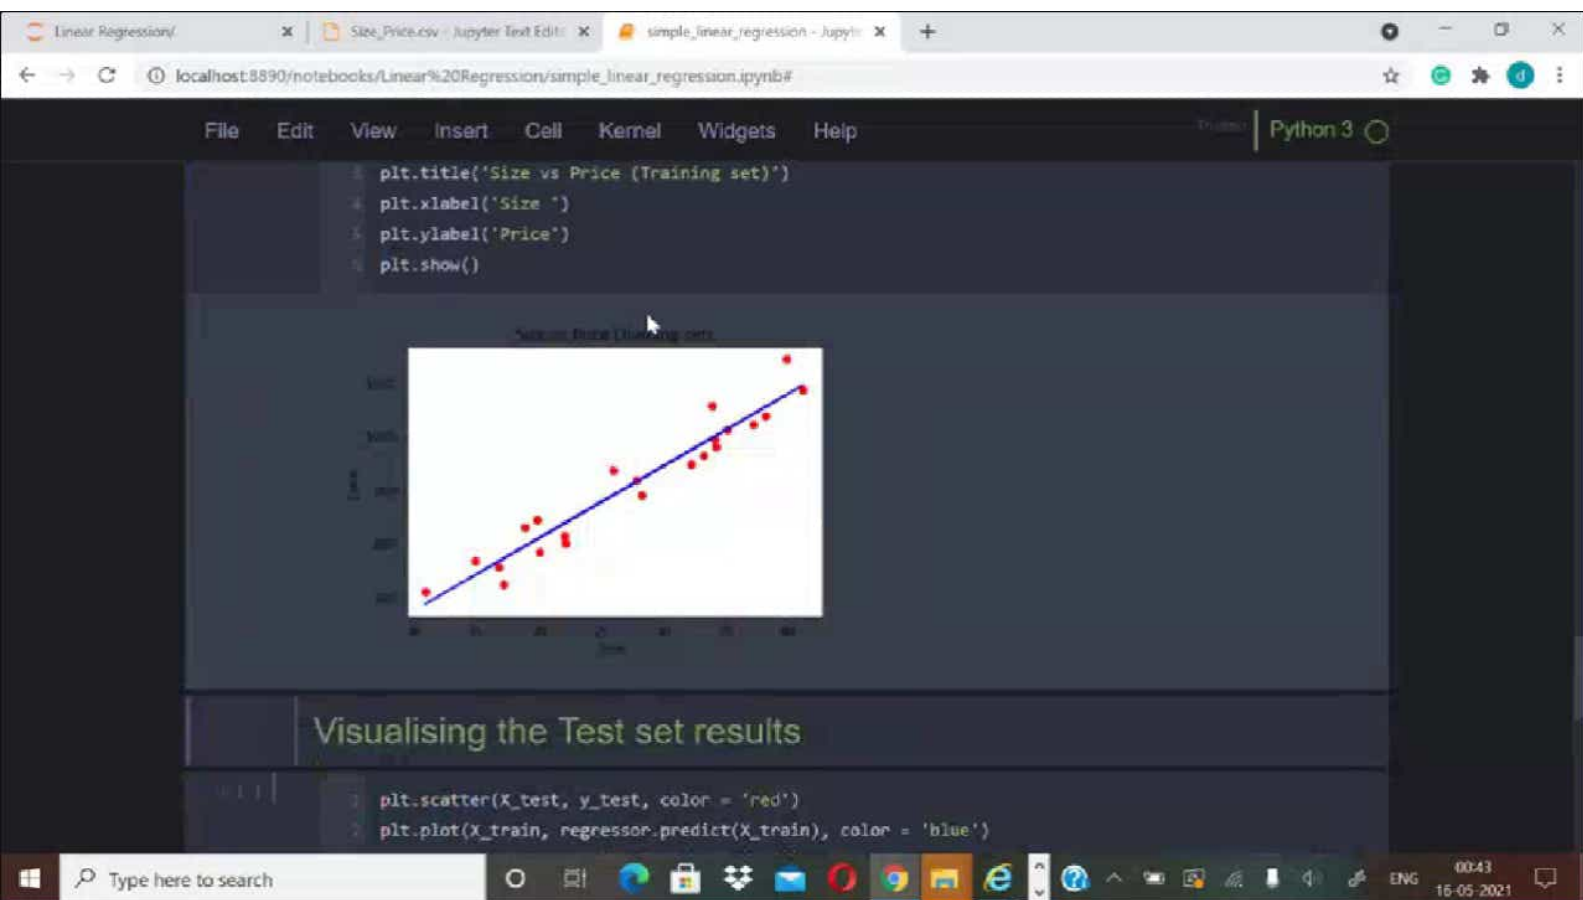 Linear Regression/
Size_Price.csv - Jupyter Text Edit
simple_linear_regression - Jupyt
localhost:8890/notebooks/Linear%20Regression/simple_linear_regression.ipynb#
d
File Edit View Insert Cell Kernel Widgets Help
Python 3
plt.title('Size vs Price (Training set)')
plt.xlabel('Size ')
plt.ylabel('Price')
plt.show()
Visualising the Test set results
plt.scatter(X_test, y_test, color = 'red')
plt.plot(X_train, regressor.predict(X_train), color = 'blue')
Type here to search
ENG
00:43
16-05-2021